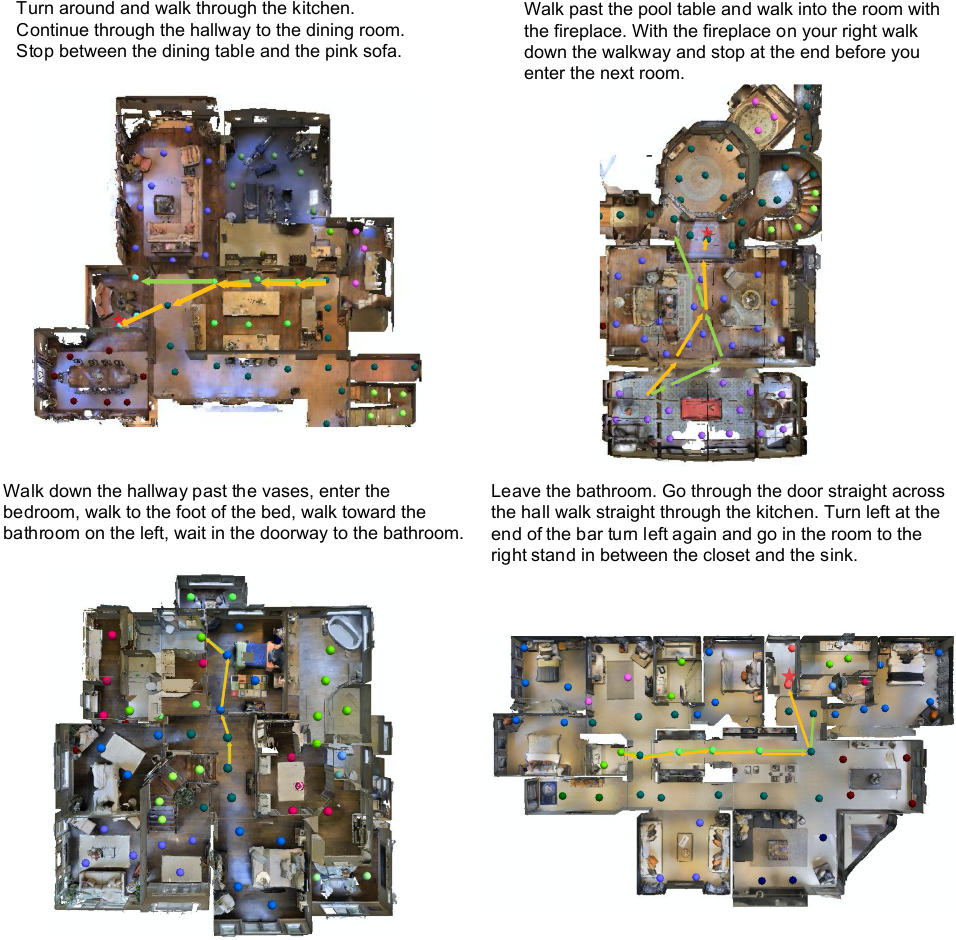 Turn around and walk through the kitchen.
Continue through the hallway to the dining room.
Stop between the dining table and the pink sofa.
Walk past the pool table and walk into the room with
the fireplace. With the fireplace on your right walk
down the walkway and stop at the end before you
enter the next room.
Walk down the hallway past the vases, enter the
bedroom, walk to the foot of the bed, walk toward the
bathroom on the left, wait in the doorway to the bathroom.
Leave the bathroom. Go through the door straight across
the hall walk straight through the kitchen. Turn left at the
end of the bar turn left again and go in the room to the
right stand in between the closet and the sink.